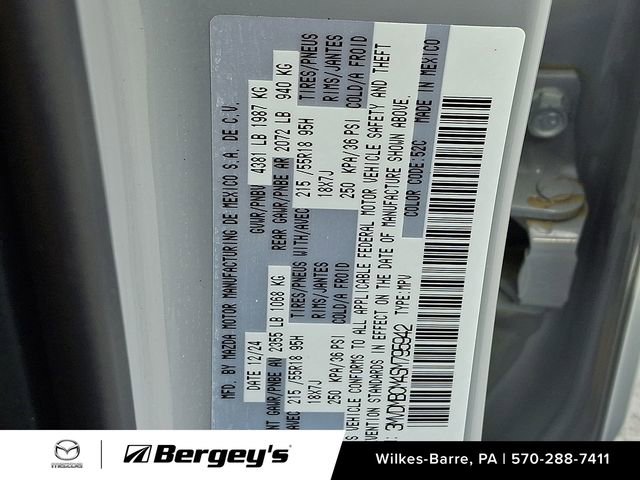 MFD. BY MAZDA MOTOR MANUFACTURING DE MEXICO S.A. DE C.V.
DATE 12/24 GVWR/PNBV 4381 LB 1987 KG
NT GAWR/PNBE AV 2355 LB 1068 KG REAR GAWR/PNBE AR 2072 LB 940 KG
TIRES/PNEUS WITH/AVEC TIRES/PNEUS
215 /55R18 95H 215 /55R18 95H
RIMS/JANTES RIMS/JANTES
18X7J 18X7J
COLD/A FROID COLD/A FROID
250 KPA/36 PSI 250 KPA/36 PSI
VEHICLE CONFORMS TO ALL APPLICABLE FEDERAL MOTOR VEHICLE SAFETY AND THEFT
VENTION STANDARDS IN EFFECT ON THE DATE OF MANUFACTURE SHOWN ABOVE.
TYPE:MPV COLOR CODE:52C MADE IN MEXICO
mazda
Bergey's
Wilkes-Barre, PA | 570-288-7411